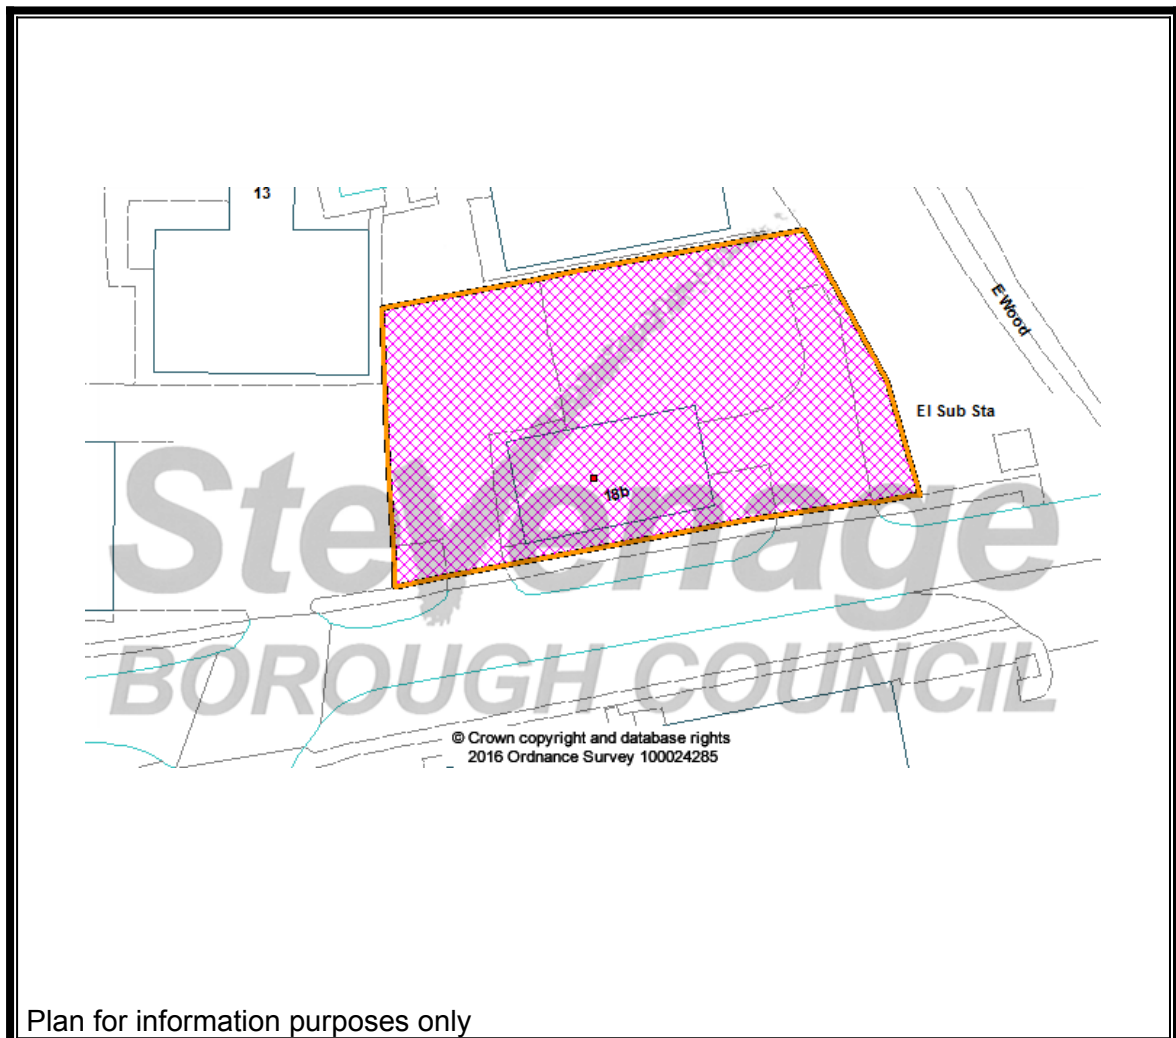 13
E Wood
El Sub Sta
18b
Stevenage
BOROUGH COUNCIL
© Crown copyright and database rights
2016 Ordnance Survey 100024285
Plan for information purposes only